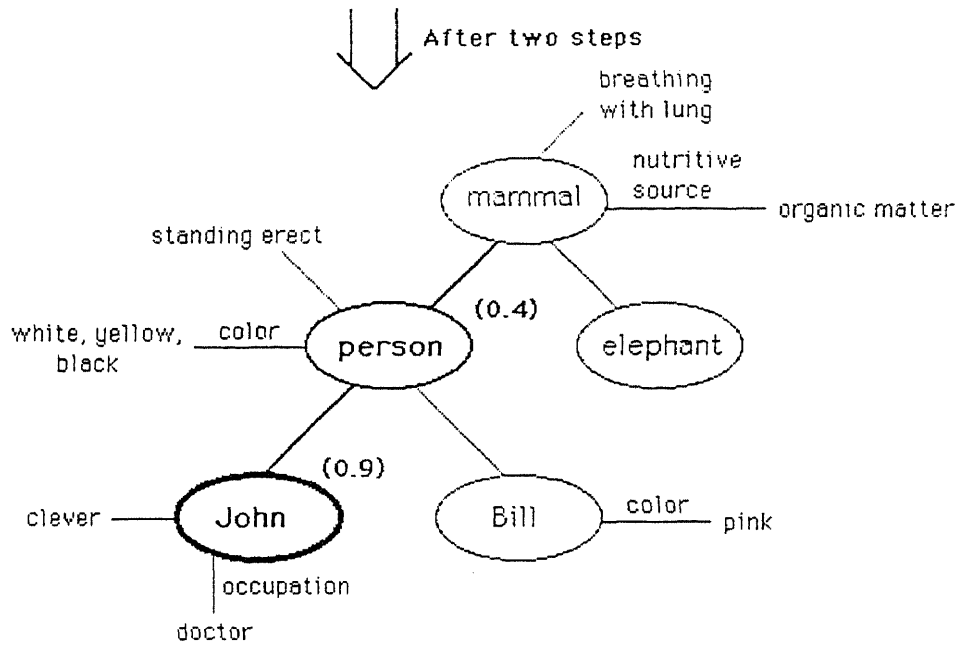 After two steps
breathing
with lung
nutritive
source
mammal
organic matter
standing erect
(0.4)
white, yellow,
black
color
person
elephant
(0.9)
clever
John
Bill
color
pink
occupation
doctor